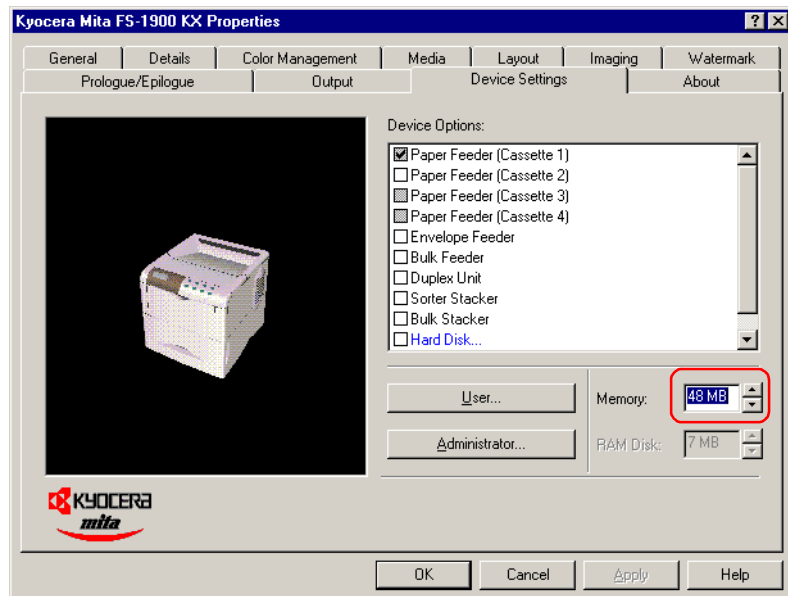 Kyocera Mita FS-1900 KX Properties
General Details Color Management Media Layout Imaging Watermark
Prologue/Epilogue Output Device Settings About
Device Options:
Paper Feeder (Cassette 1)
Paper Feeder (Cassette 2)
Paper Feeder (Cassette 3)
Paper Feeder (Cassette 4)
Envelope Feeder
Bulk Feeder
Duplex Unit
Sorter Stacker
Bulk Stacker
Hard Disk...
User... Memory: 48 MB
Administrator... RAM Disk: 7 MB
KYOCERA
mita
OK Cancel Apply Help